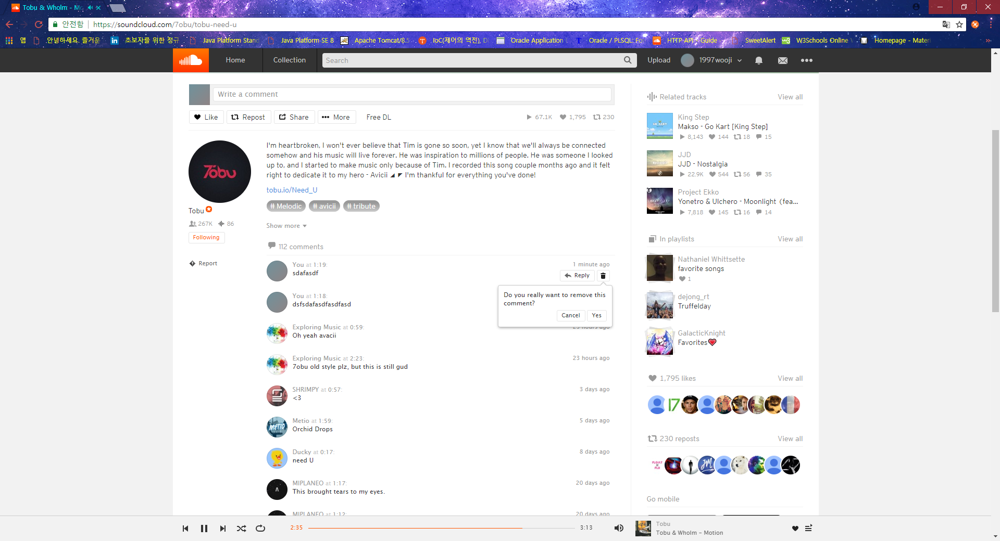 Tobu & Wholm - Mo
안전함
https://soundcloud.com/7obu/tobu-need-u
앱
안녕하세요. 즐거운
초보자를 위한 정규
Java Platform Stand
Java Platform SE 8
Apache Tomcat/8.5
IoC(제어의 역전), D
Oracle Application
Oracle / PLSQL: Fo
HTTP API - Guide -
SweetAlert
W3Schools Online
Homepage - Materi
Home
Collection
Search
Upload
1997wooji
Write a comment
Like
Repost
Share
More
Free DL
67.1K
1,795
230
7obu
Tobu
267K
86
Following
Report
I'm heartbroken, I won't ever believe that Tim is gone so soon, yet I know that we'll always be connected
somehow and his music will live forever. He was inspiration to millions of people. He was someone I looked
up to, and I started to make music only because of Tim. I recorded this song couple months ago and it felt
right to dedicate it to my hero - Avicii ◢ ◤ I'm thankful for everything you've done!
tobu.io/Need_U
# Melodic
# avicii
# tribute
Show more
112 comments
You at 1:19:
1 minute ago
sdafasdf
Reply
Do you really want to remove this
comment?
Cancel
Yes
You at 1:18:
dsfsdafasdfasdfasd
Exploring Music at 0:59:
23 hours ago
Oh yeah avacii
Exploring Music at 2:23:
23 hours ago
7obu old style plz, but this is still gud
SHRIMPY at 0:57:
3 days ago
<3
METIO
Metio at 1:59:
5 days ago
Orchid Drops
Ducky at 0:17:
8 days ago
need U
MIPLANEO at 1:17:
20 days ago
This brought tears to my eyes.
MIPLANEO at 1:12:
20 days ago
Related tracks
View all
GO KART
King Step
Makso - Go Kart [King Step]
8,143
144
18
15
Nostalgia
JJD
JJD - Nostalgia
22.9K
544
56
35
Project Ekko
Yonetro & Ulchero - Moonlight (fea...
7,818
145
16
14
In playlists
View all
Nathaniel Whittsette
favorite songs
1
dejong_rt
Truffelday
GalacticKnight
Favorites❤
1,795 likes
View all
17
230 reposts
View all
FLOAT
N
FLY
JM
Go mobile
2:35
3:13
Tobu
Tobu & Wholm – Motion